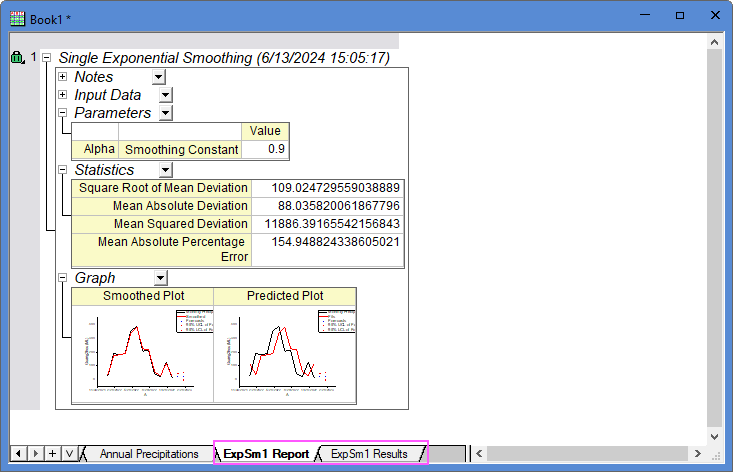 Book1 *
1 Single Exponential Smoothing (6/13/2024 15:05:17)
Notes
Input Data
Parameters
Value
Alpha Smoothing Constant 0.9
Statistics
Square Root of Mean Deviation 109.024729559038889
Mean Absolute Deviation 88.035820061867796
Mean Squared Deviation 11886.39165542156843
Mean Absolute Percentage 154.948824338605021
Error
Graph
Smoothed Plot Predicted Plot
Annual Precipitations ExpSm1 Report ExpSm1 Results